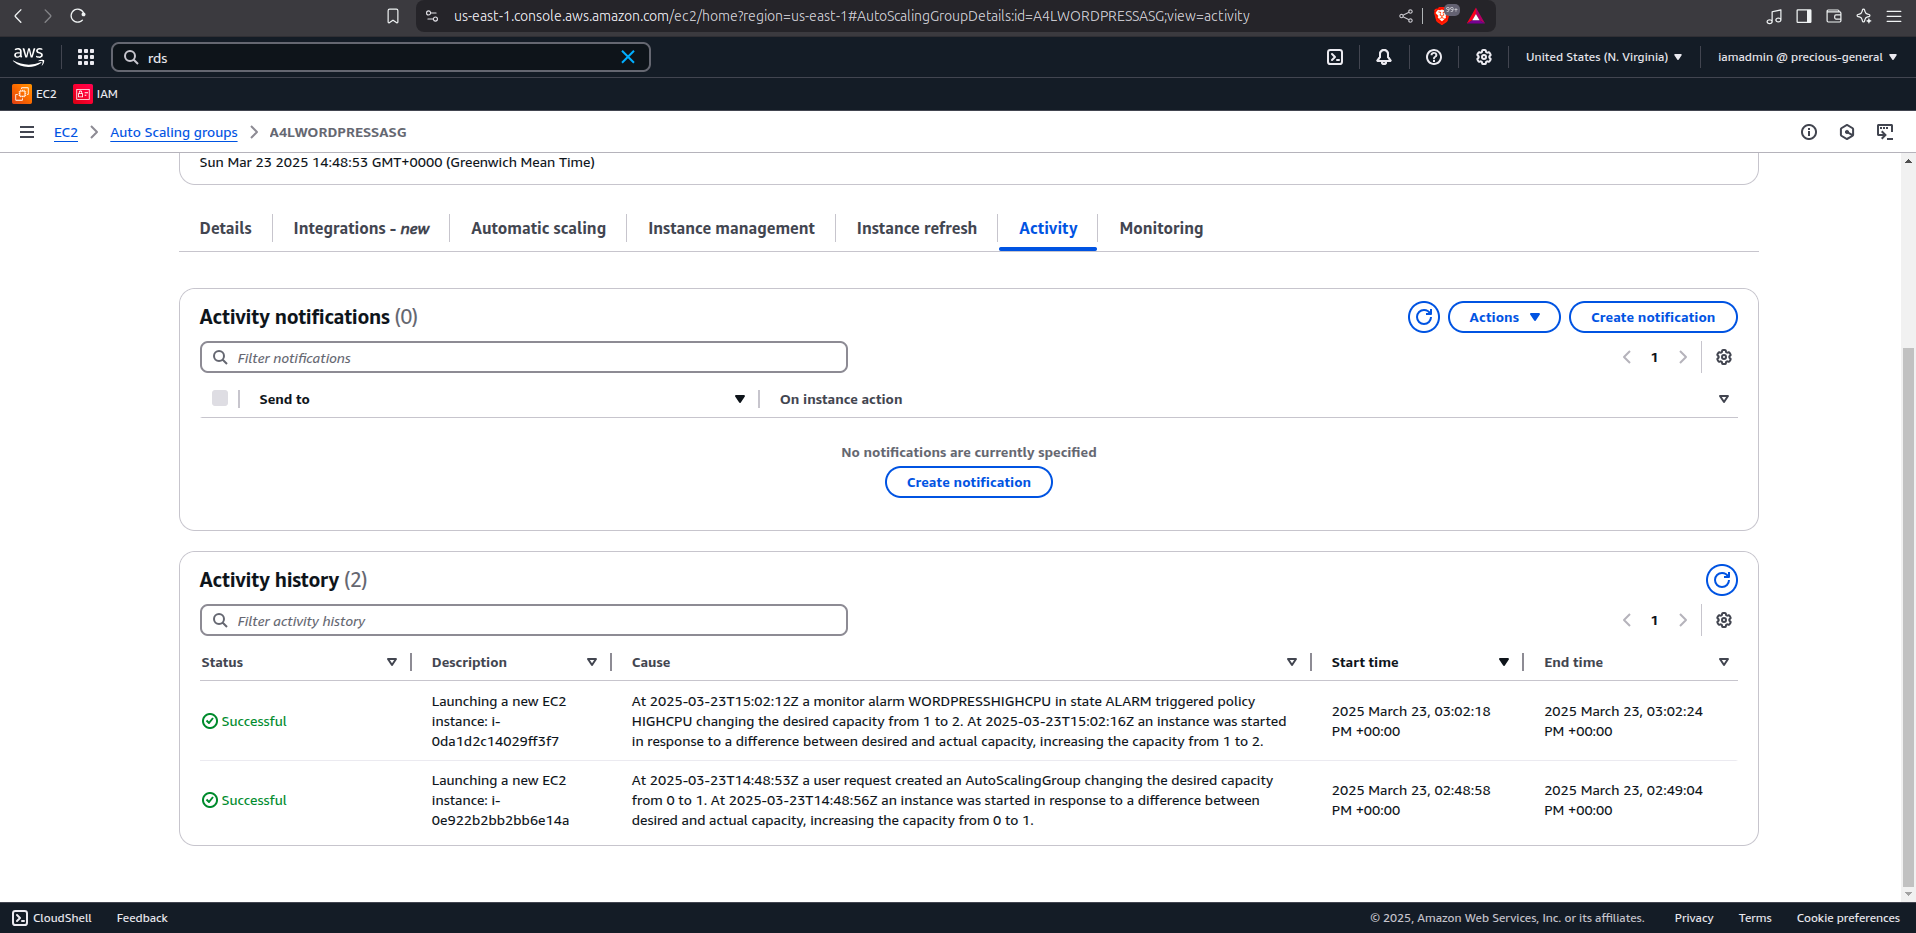 us-east-1.console.aws.amazon.com/ec2/home?region=us-east-1#AutoScalingGroupDetails:id=A4LWORDPRESSASG;view=activity
99+
aws
rds
United States (N. Virginia)
iamadmin @ precious-general
EC2
IAM
EC2
Auto Scaling groups
A4LWORDPRESSASG
Sun Mar 23 2025 14:48:53 GMT+0000 (Greenwich Mean Time)
Details
Integrations - new
Automatic scaling
Instance management
Instance refresh
Activity
Monitoring
Activity notifications (0)
Actions
Create notification
Filter notifications
1
Send to
On instance action
No notifications are currently specified
Create notification
Activity history (2)
Filter activity history
1
Status
Description
Cause
Start time
End time
Successful
Launching a new EC2
instance: i-
0da1d2c14029ff3f7
At 2025-03-23T15:02:12Z a monitor alarm WORDPRESSHIGHCPU in state ALARM triggered policy
HIGHCPU changing the desired capacity from 1 to 2. At 2025-03-23T15:02:16Z an instance was started
in response to a difference between desired and actual capacity, increasing the capacity from 1 to 2.
2025 March 23, 03:02:18
PM +00:00
2025 March 23, 03:02:24
PM +00:00
Successful
Launching a new EC2
instance: i-
0e922b2bb2bb6e14a
At 2025-03-23T14:48:53Z a user request created an AutoScalingGroup changing the desired capacity
from 0 to 1. At 2025-03-23T14:48:56Z an instance was started in response to a difference between
desired and actual capacity, increasing the capacity from 0 to 1.
2025 March 23, 02:48:58
PM +00:00
2025 March 23, 02:49:04
PM +00:00
CloudShell
Feedback
© 2025, Amazon Web Services, Inc. or its affiliates.
Privacy
Terms
Cookie preferences